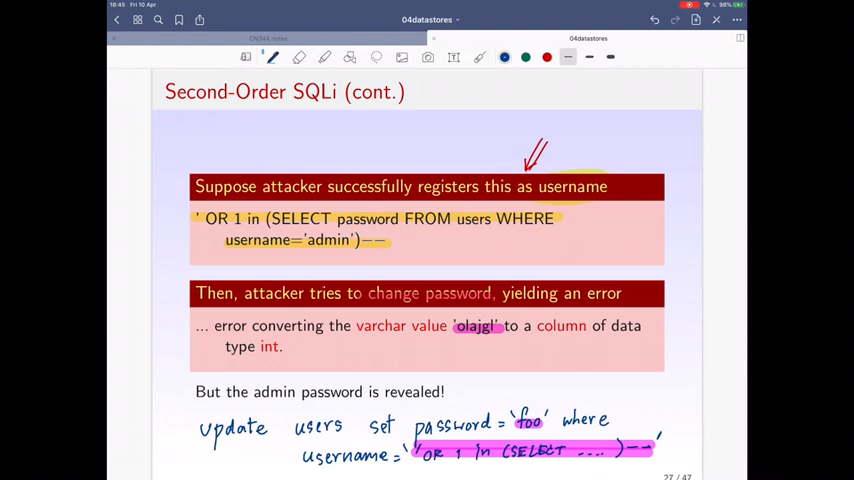 18:45 Fri 10 Apr
98%
04datastores
CN344 notes
04datastores
Second-Order SQLi (cont.)
Suppose attacker successfully registers this as username
' OR 1 in (SELECT password FROM users WHERE
username='admin')--
Then, attacker tries to change password, yielding an error
... error converting the varchar value 'olajgl' to a column of data
type int.
But the admin password is revealed!
update users set password = 'foo' where
username = ''OR 1 in (SELECT .... )--'
27 / 47